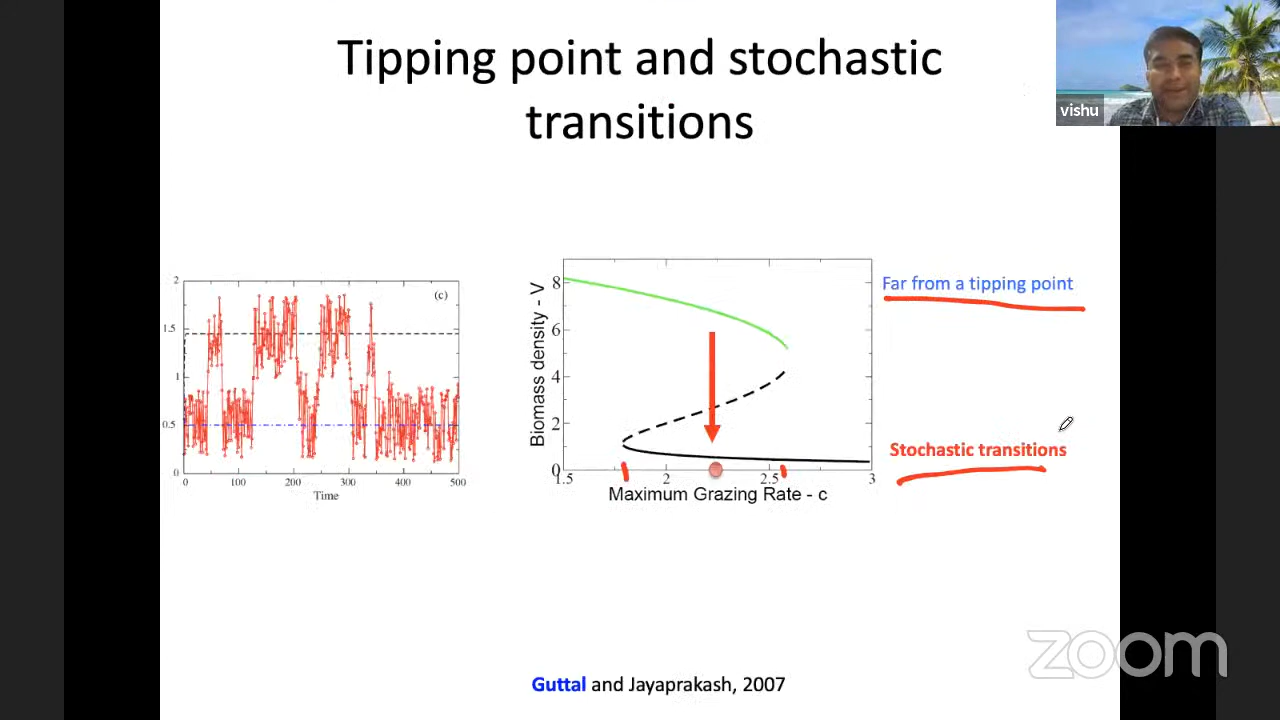 Tipping point and stochastic
transitions
vishu
2
1.5
1
0.5
0
(c)
0 100 200 300 400 500
Time
Biomass density - V
8
6
4
2
0
1.5 2 2.5 3
Maximum Grazing Rate - c
Far from a tipping point
Stochastic transitions
Guttal and Jayaprakash, 2007
zoom